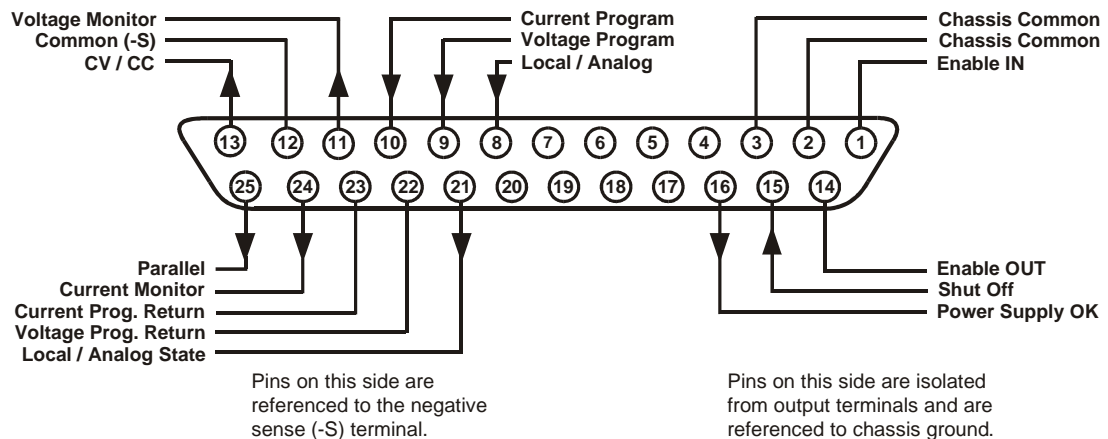 Voltage Monitor
Common (-S)
CV / CC
Current Program
Voltage Program
Local / Analog
Chassis Common
Chassis Common
Enable IN
13 12 11 10 9 8 7 6 5 4 3 2 1
25 24 23 22 21 20 19 18 17 16 15 14
Parallel
Current Monitor
Current Prog. Return
Voltage Prog. Return
Local / Analog State
Enable OUT
Shut Off
Power Supply OK
Pins on this side are
referenced to the negative
sense (-S) terminal.
Pins on this side are isolated
from output terminals and are
referenced to chassis ground.